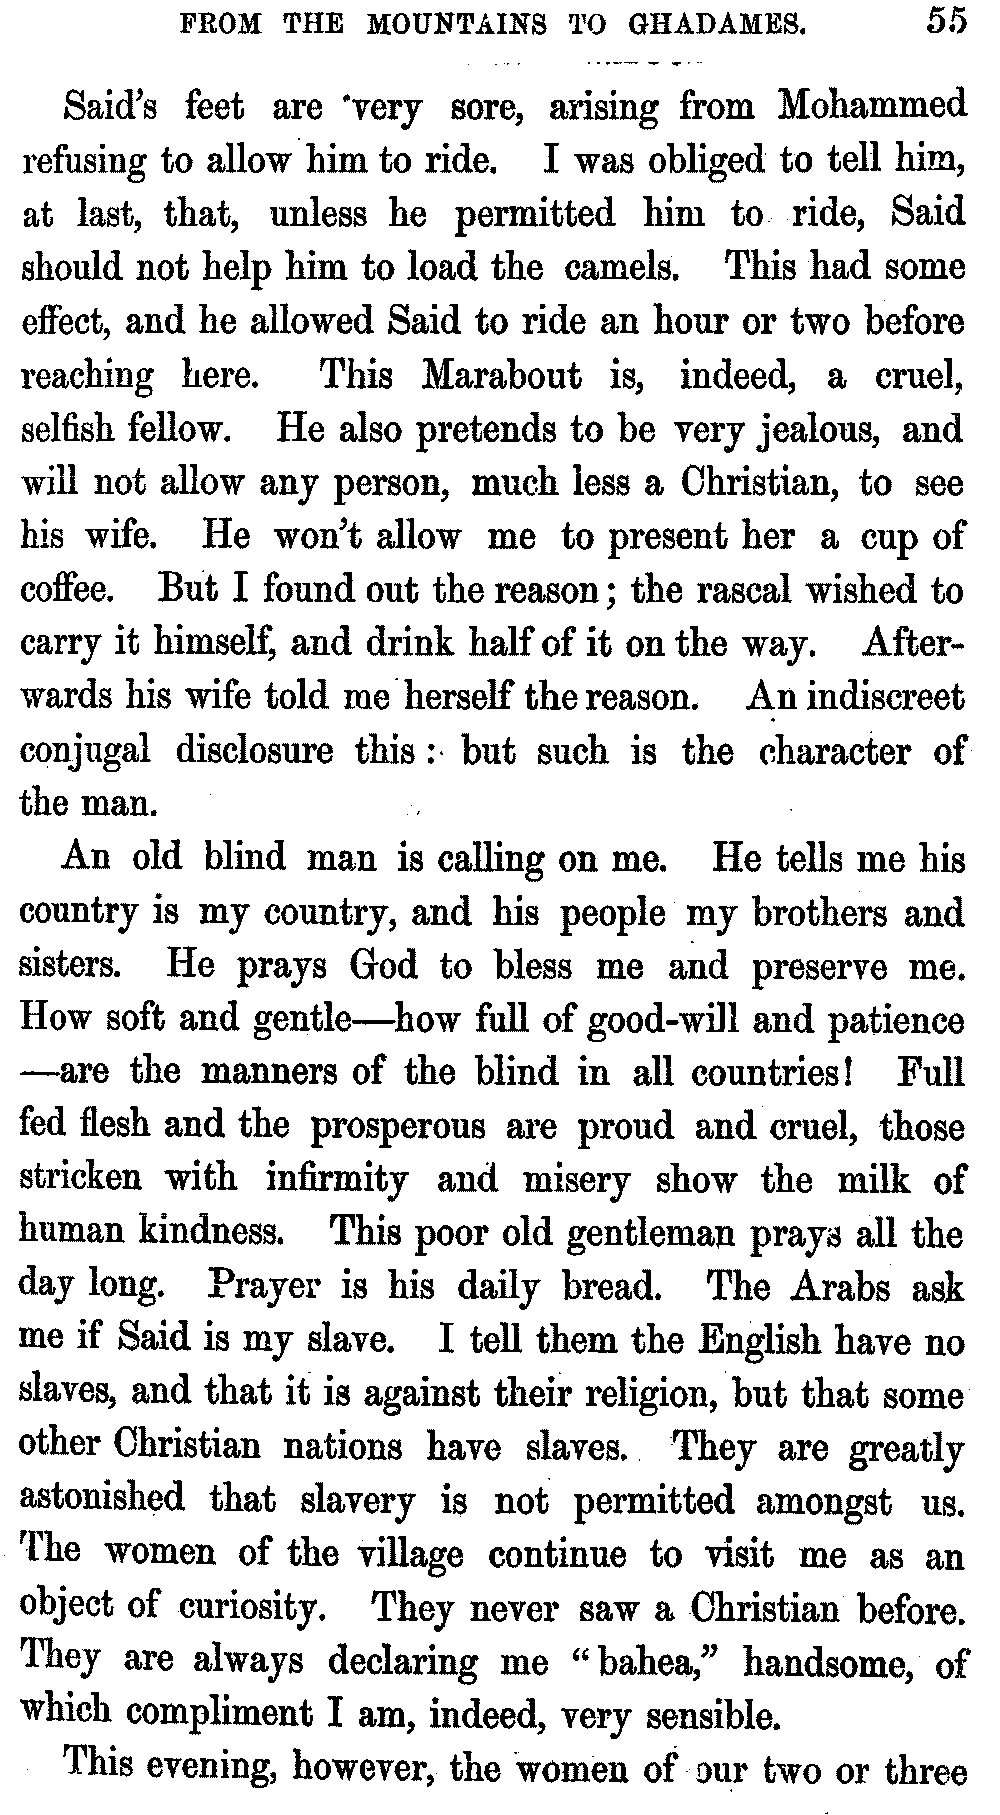 FROM THE MOUNTAINS TO GHADAMES. 55
Said's feet are very sore, arising from Mohammed
refusing to allow him to ride. I was obliged to tell him,
at last, that, unless he permitted him to ride, Said
should not help him to load the camels. This had some
effect, and he allowed Said to ride an hour or two before
reaching here. This Marabout is, indeed, a cruel,
selfish fellow. He also pretends to be very jealous, and
will not allow any person, much less a Christian, to see
his wife. He won't allow me to present her a cup of
coffee. But I found out the reason; the rascal wished to
carry it himself, and drink half of it on the way. After-
wards his wife told me herself the reason. An indiscreet
conjugal disclosure this: but such is the character of
the man.
An old blind man is calling on me. He tells me his
country is my country, and his people my brothers and
sisters. He prays God to bless me and preserve me.
How soft and gentle—how full of good-will and patience
—are the manners of the blind in all countries! Full
fed flesh and the prosperous are proud and cruel, those
stricken with infirmity and misery show the milk of
human kindness. This poor old gentleman prays all the
day long. Prayer is his daily bread. The Arabs ask
me if Said is my slave. I tell them the English have no
slaves, and that it is against their religion, but that some
other Christian nations have slaves. They are greatly
astonished that slavery is not permitted amongst us.
The women of the village continue to visit me as an
object of curiosity. They never saw a Christian before.
They are always declaring me "bahea," handsome, of
which compliment I am, indeed, very sensible.
This evening, however, the women of our two or three